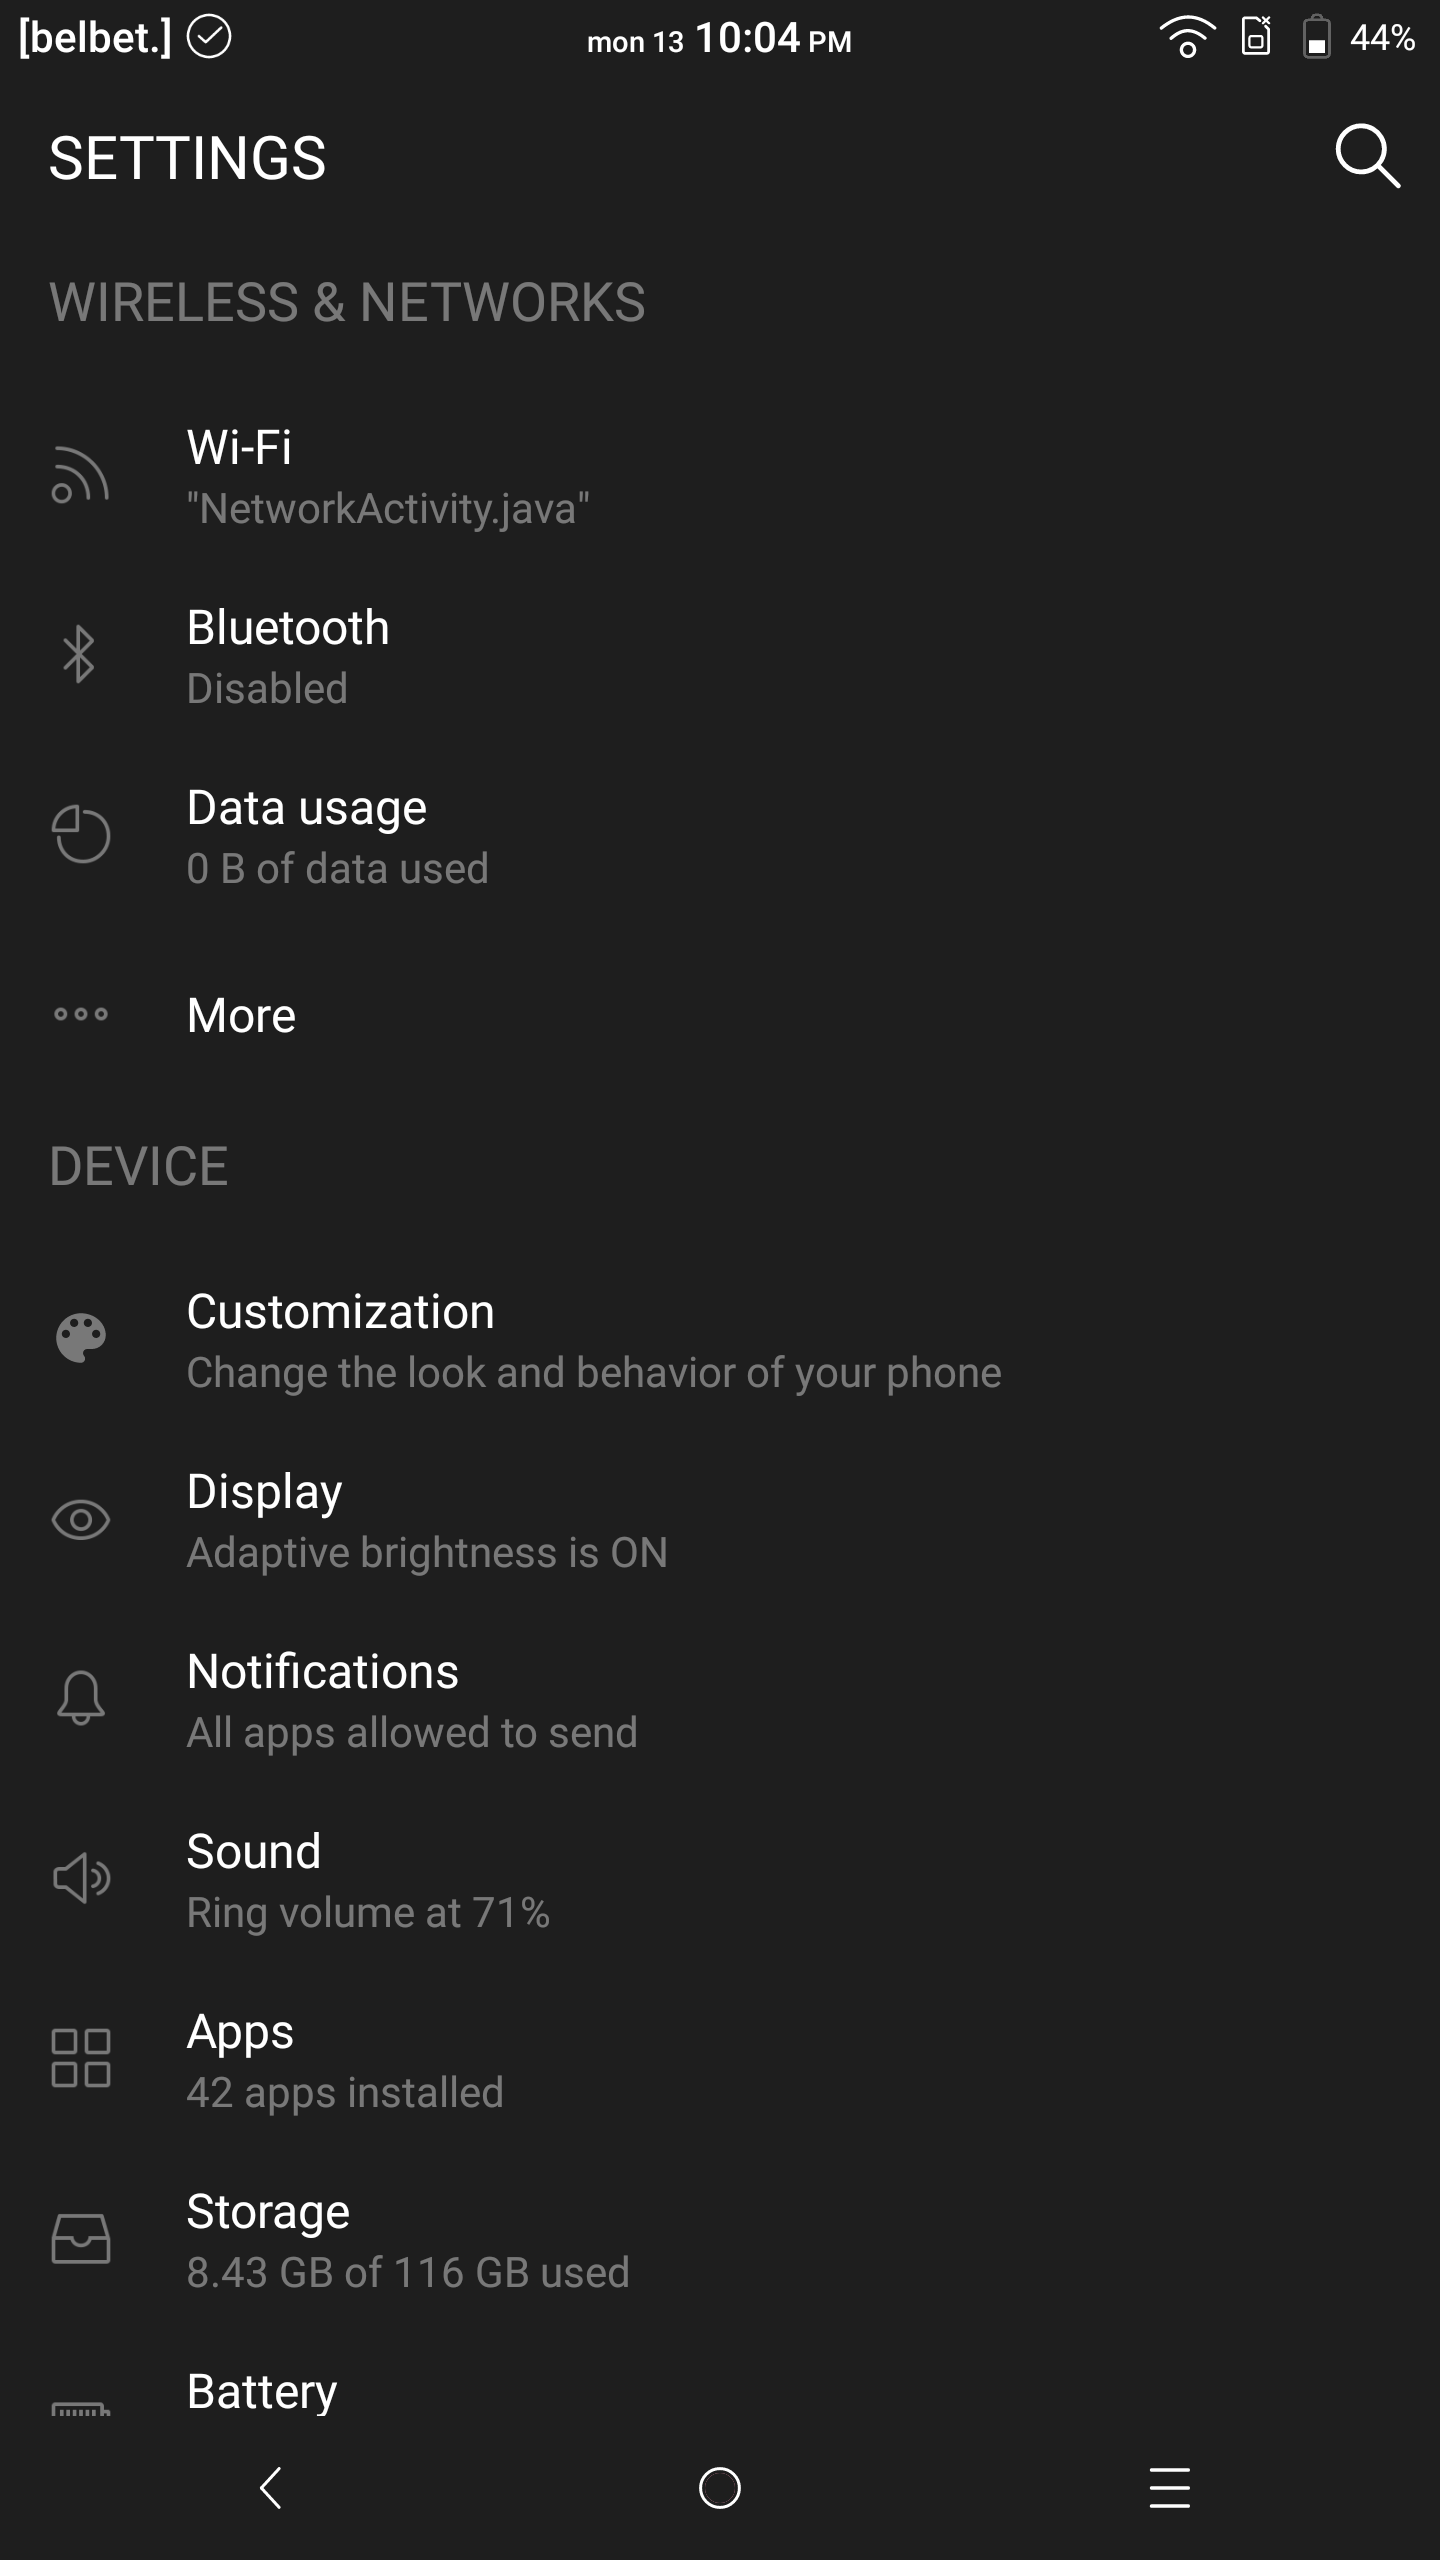 [belbet.] mon 13 10:04 PM 44%
SETTINGS
WIRELESS & NETWORKS
Wi-Fi
"NetworkActivity.java"
Bluetooth
Disabled
Data usage
0 B of data used
More
DEVICE
Customization
Change the look and behavior of your phone
Display
Adaptive brightness is ON
Notifications
All apps allowed to send
Sound
Ring volume at 71%
Apps
42 apps installed
Storage
8.43 GB of 116 GB used
Battery